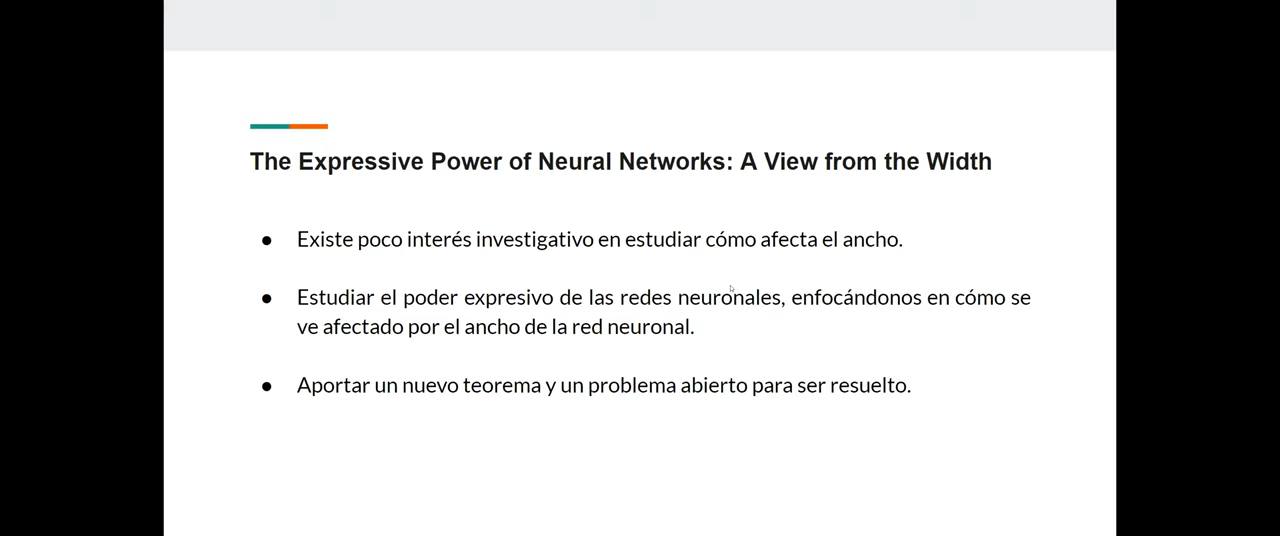 The Expressive Power of Neural Networks: A View from the Width
● Existe poco interés investigativo en estudiar cómo afecta el ancho.
● Estudiar el poder expresivo de las redes neuronales, enfocándonos en cómo se
ve afectado por el ancho de la red neuronal.
● Aportar un nuevo teorema y un problema abierto para ser resuelto.